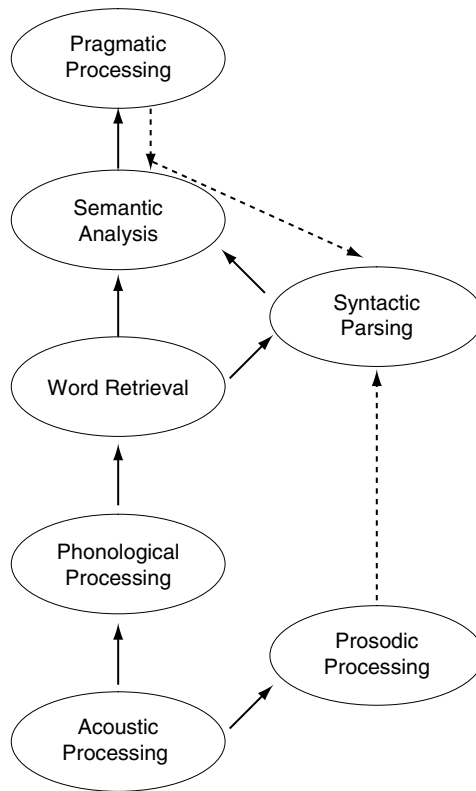 Pragmatic
Processing
Semantic
Analysis
Syntactic
Parsing
Word Retrieval
Phonological
Processing
Prosodic
Processing
Acoustic
Processing